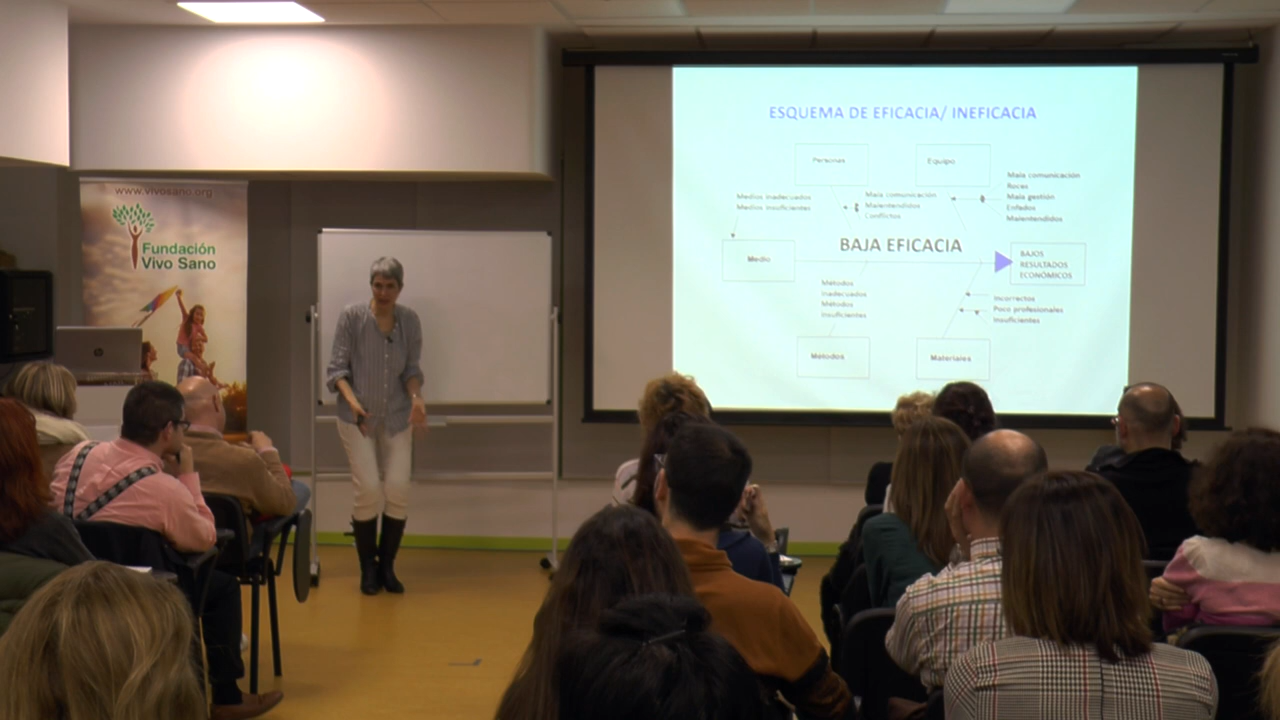 www.vivosano.org
Fundación
Vivo Sano
ESQUEMA DE EFICACIA/ INEFICACIA
Personas
Equipo
Medios inadecuados
Medios insuficientes
Mala comunicación
Malentendidos
Conflictos
Mala comunicación
Roces
Mala gestión
Enfados
Malentendidos
Medio
BAJA EFICACIA
BAJOS
RESULTADOS
ECONÓMICOS
Métodos
inadecuados
Métodos
insuficientes
Incorrectos
Poco profesionales
Insuficientes
Métodos
Materiales
hp